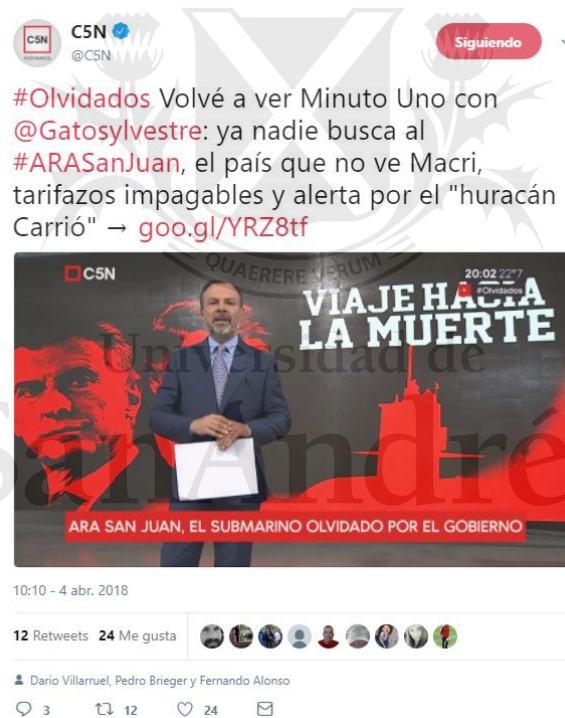 C5N
@C5N
C5N
Siguiendo
#Olvidados Volvé a ver Minuto Uno con
@Gatosylvestre: ya nadie busca al
#ARASanJuan, el país que no ve Macri,
tarifazos impagables y alerta por el "huracán
Carrió" → goo.gl/YRZ8tf
QUAERERE VERUM
C5N
20:02 22°7
#Olvidados
VIAJE HACIA
LA MUERTE
Universidad de
SanAndrés
ARA SAN JUAN, EL SUBMARINO OLVIDADO POR EL GOBIERNO
10:10 - 4 abr. 2018
12 Retweets 24 Me gusta
Dario Villarruel, Pedro Brieger y Fernando Alonso
3 12 24